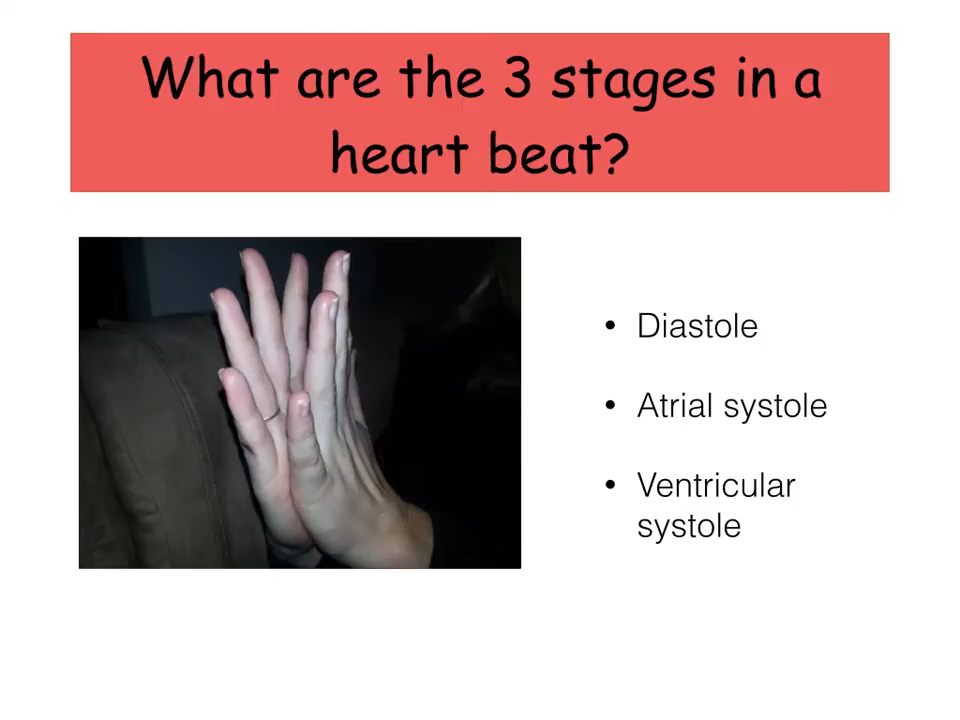 What are the 3 stages in a
heart beat?
• Diastole
• Atrial systole
• Ventricular
systole